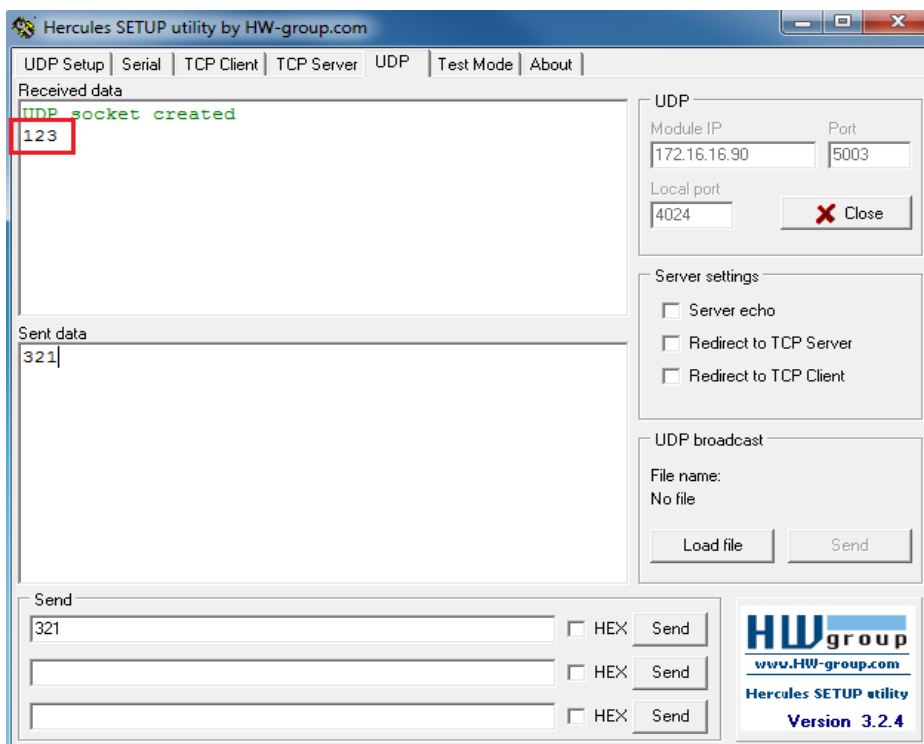 Hercules SETUP utility by HW-group.com
UDP Setup Serial TCP Client TCP Server UDP Test Mode About
Received data
UDP socket created
123
Sent data
321
UDP
Module IP Port
172.16.16.90 5003
Local port
4024 Close
Server settings
Server echo
Redirect to TCP Server
Redirect to TCP Client
UDP broadcast
File name:
No file
Load file Send
Send
321 HEX Send
HEX Send
HEX Send
HW group
www.HW-group.com
Hercules SETUP utility
Version 3.2.4